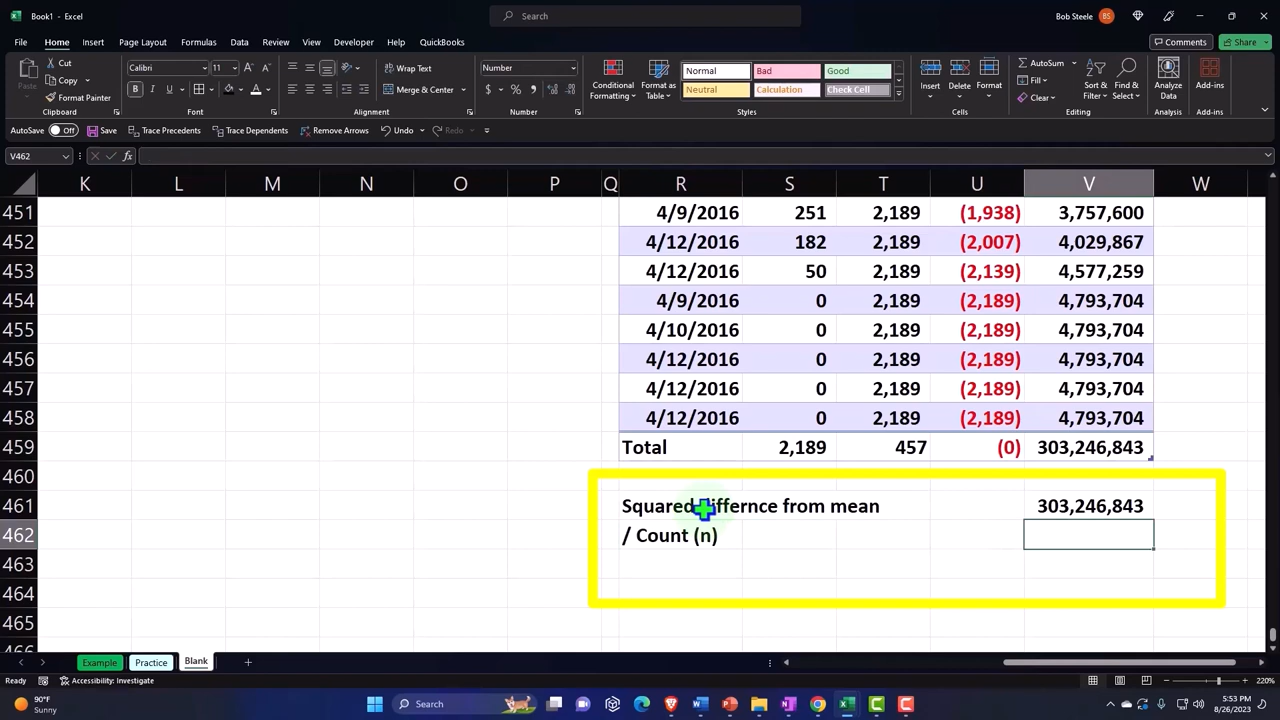 Book1 - Excel
Search
Bob Steele BS
File Home Insert Page Layout Formulas Data Review View Developer Help QuickBooks
Comments Share
Paste
Cut
Copy
Format Painter
Clipboard
Calibri 11
Font
Wrap Text
Merge & Center
Alignment
Number
Number
Conditional Formatting
Format as Table
Normal Bad Good
Neutral Calculation Check Cell
Styles
Insert Delete Format
Cells
AutoSum
Fill
Clear
Sort & Filter
Find & Select
Editing
Analyze Data
Analysis
Add-ins
Add-ins
AutoSave Off Save Trace Precedents Trace Dependents Remove Arrows Undo Redo
V462 fx
K L M N O P Q R S T U V W
451 4/9/2016 251 2,189 (1,938) 3,757,600
452 4/12/2016 182 2,189 (2,007) 4,029,867
453 4/12/2016 50 2,189 (2,139) 4,577,259
454 4/9/2016 0 2,189 (2,189) 4,793,704
455 4/10/2016 0 2,189 (2,189) 4,793,704
456 4/12/2016 0 2,189 (2,189) 4,793,704
457 4/12/2016 0 2,189 (2,189) 4,793,704
458 4/12/2016 0 2,189 (2,189) 4,793,704
459 Total 2,189 457 (0) 303,246,843
460
461 Squared differnce from mean 303,246,843
462 / Count (n)
463
464
465
466
Example Practice Blank
Ready Accessibility: Investigate 220%
90°F
Sunny
Search
5:53 PM
8/26/2023